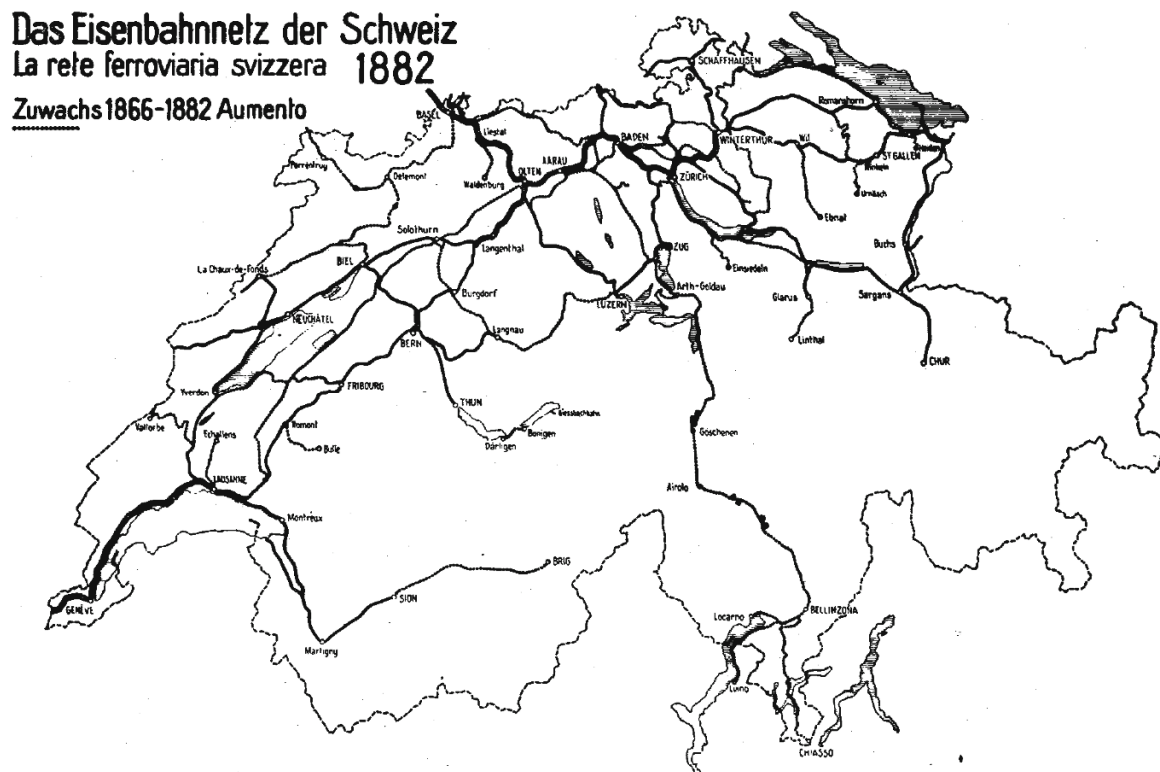 Das Eisenbahnnetz der Schweiz
La rete ferroviaria svizzera 1882
Zuwachs 1866-1882 Aumento
SCHAFFHAUSEN
Romanshorn
BASEL
Liestal
BADEN
WINTERTHUR
Wil
ST GALLEN
AARAU
OLTEN
Porrentruy
Delemont
Waldenburg
ZÜRICH
Urnäsch
Ebnat
Solothurn
Langenthal
ZUG
Buchs
BIEL
La Chaux-de-Fonds
Einsiedeln
Burgdorf
Arth-Goldau
Glarus
Sargans
LUZERN
NEUCHÂTEL
Langnau
BERN
Linthal
CHUR
Yverdon
FRIBOURG
THUN
Giessbachbahn
Vallorbe
Echallens
Romont
Bulle
Bönigen
Därligen
Göschenen
LAUSANNE
Airolo
Montreux
BRIG
SION
GENÈVE
Locarno
BELLINZONA
Martigny
Luino
CHIASSO